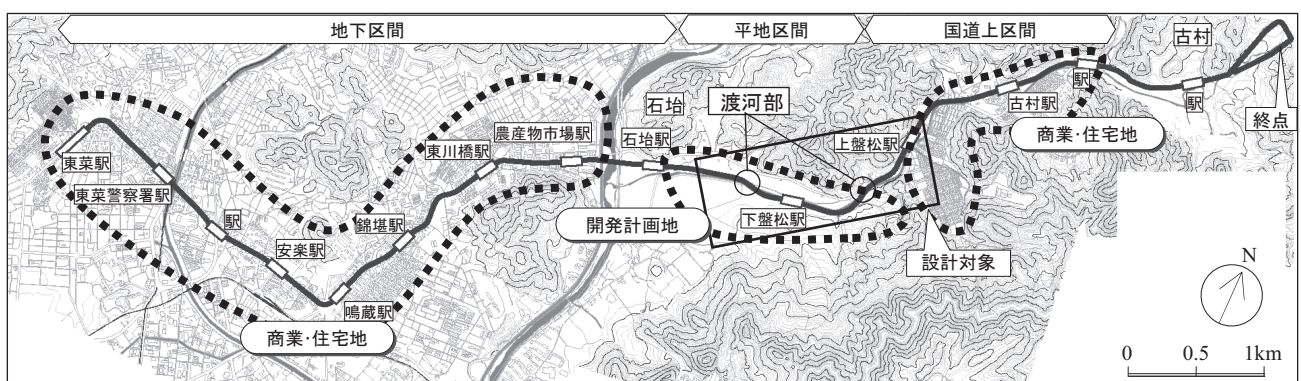 地下区間
平地区間
国道上区間
古村
駅
駅
終点
古村駅
商業・住宅地
石坮
渡河部
上盤松駅
農産物市場駅
石坮駅
東川橋駅
東菜駅
東菜警察署駅
駅
錦堪駅
安楽駅
鳴蔵駅
下盤松駅
開発計画地
設計対象
商業・住宅地
N
0 0.5 1km